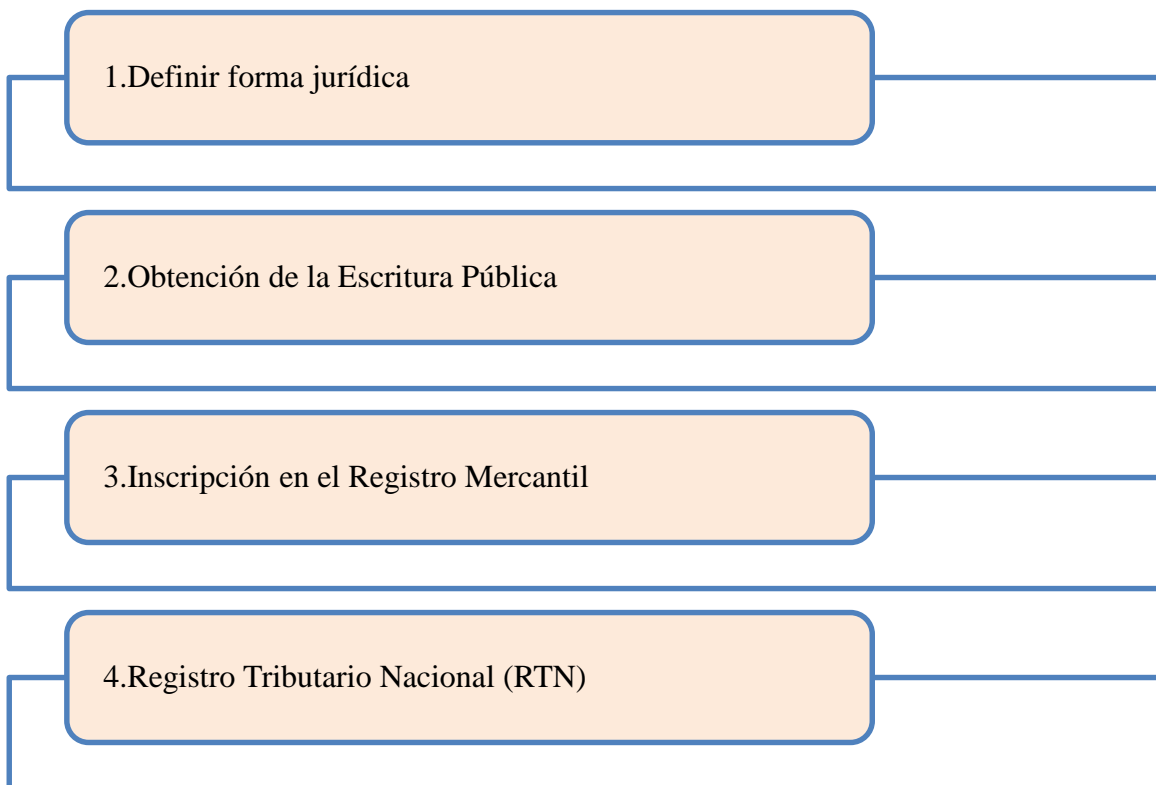 1.Definir forma jurídica
2.Obtención de la Escritura Pública
3.Inscripción en el Registro Mercantil
4.Registro Tributario Nacional (RTN)